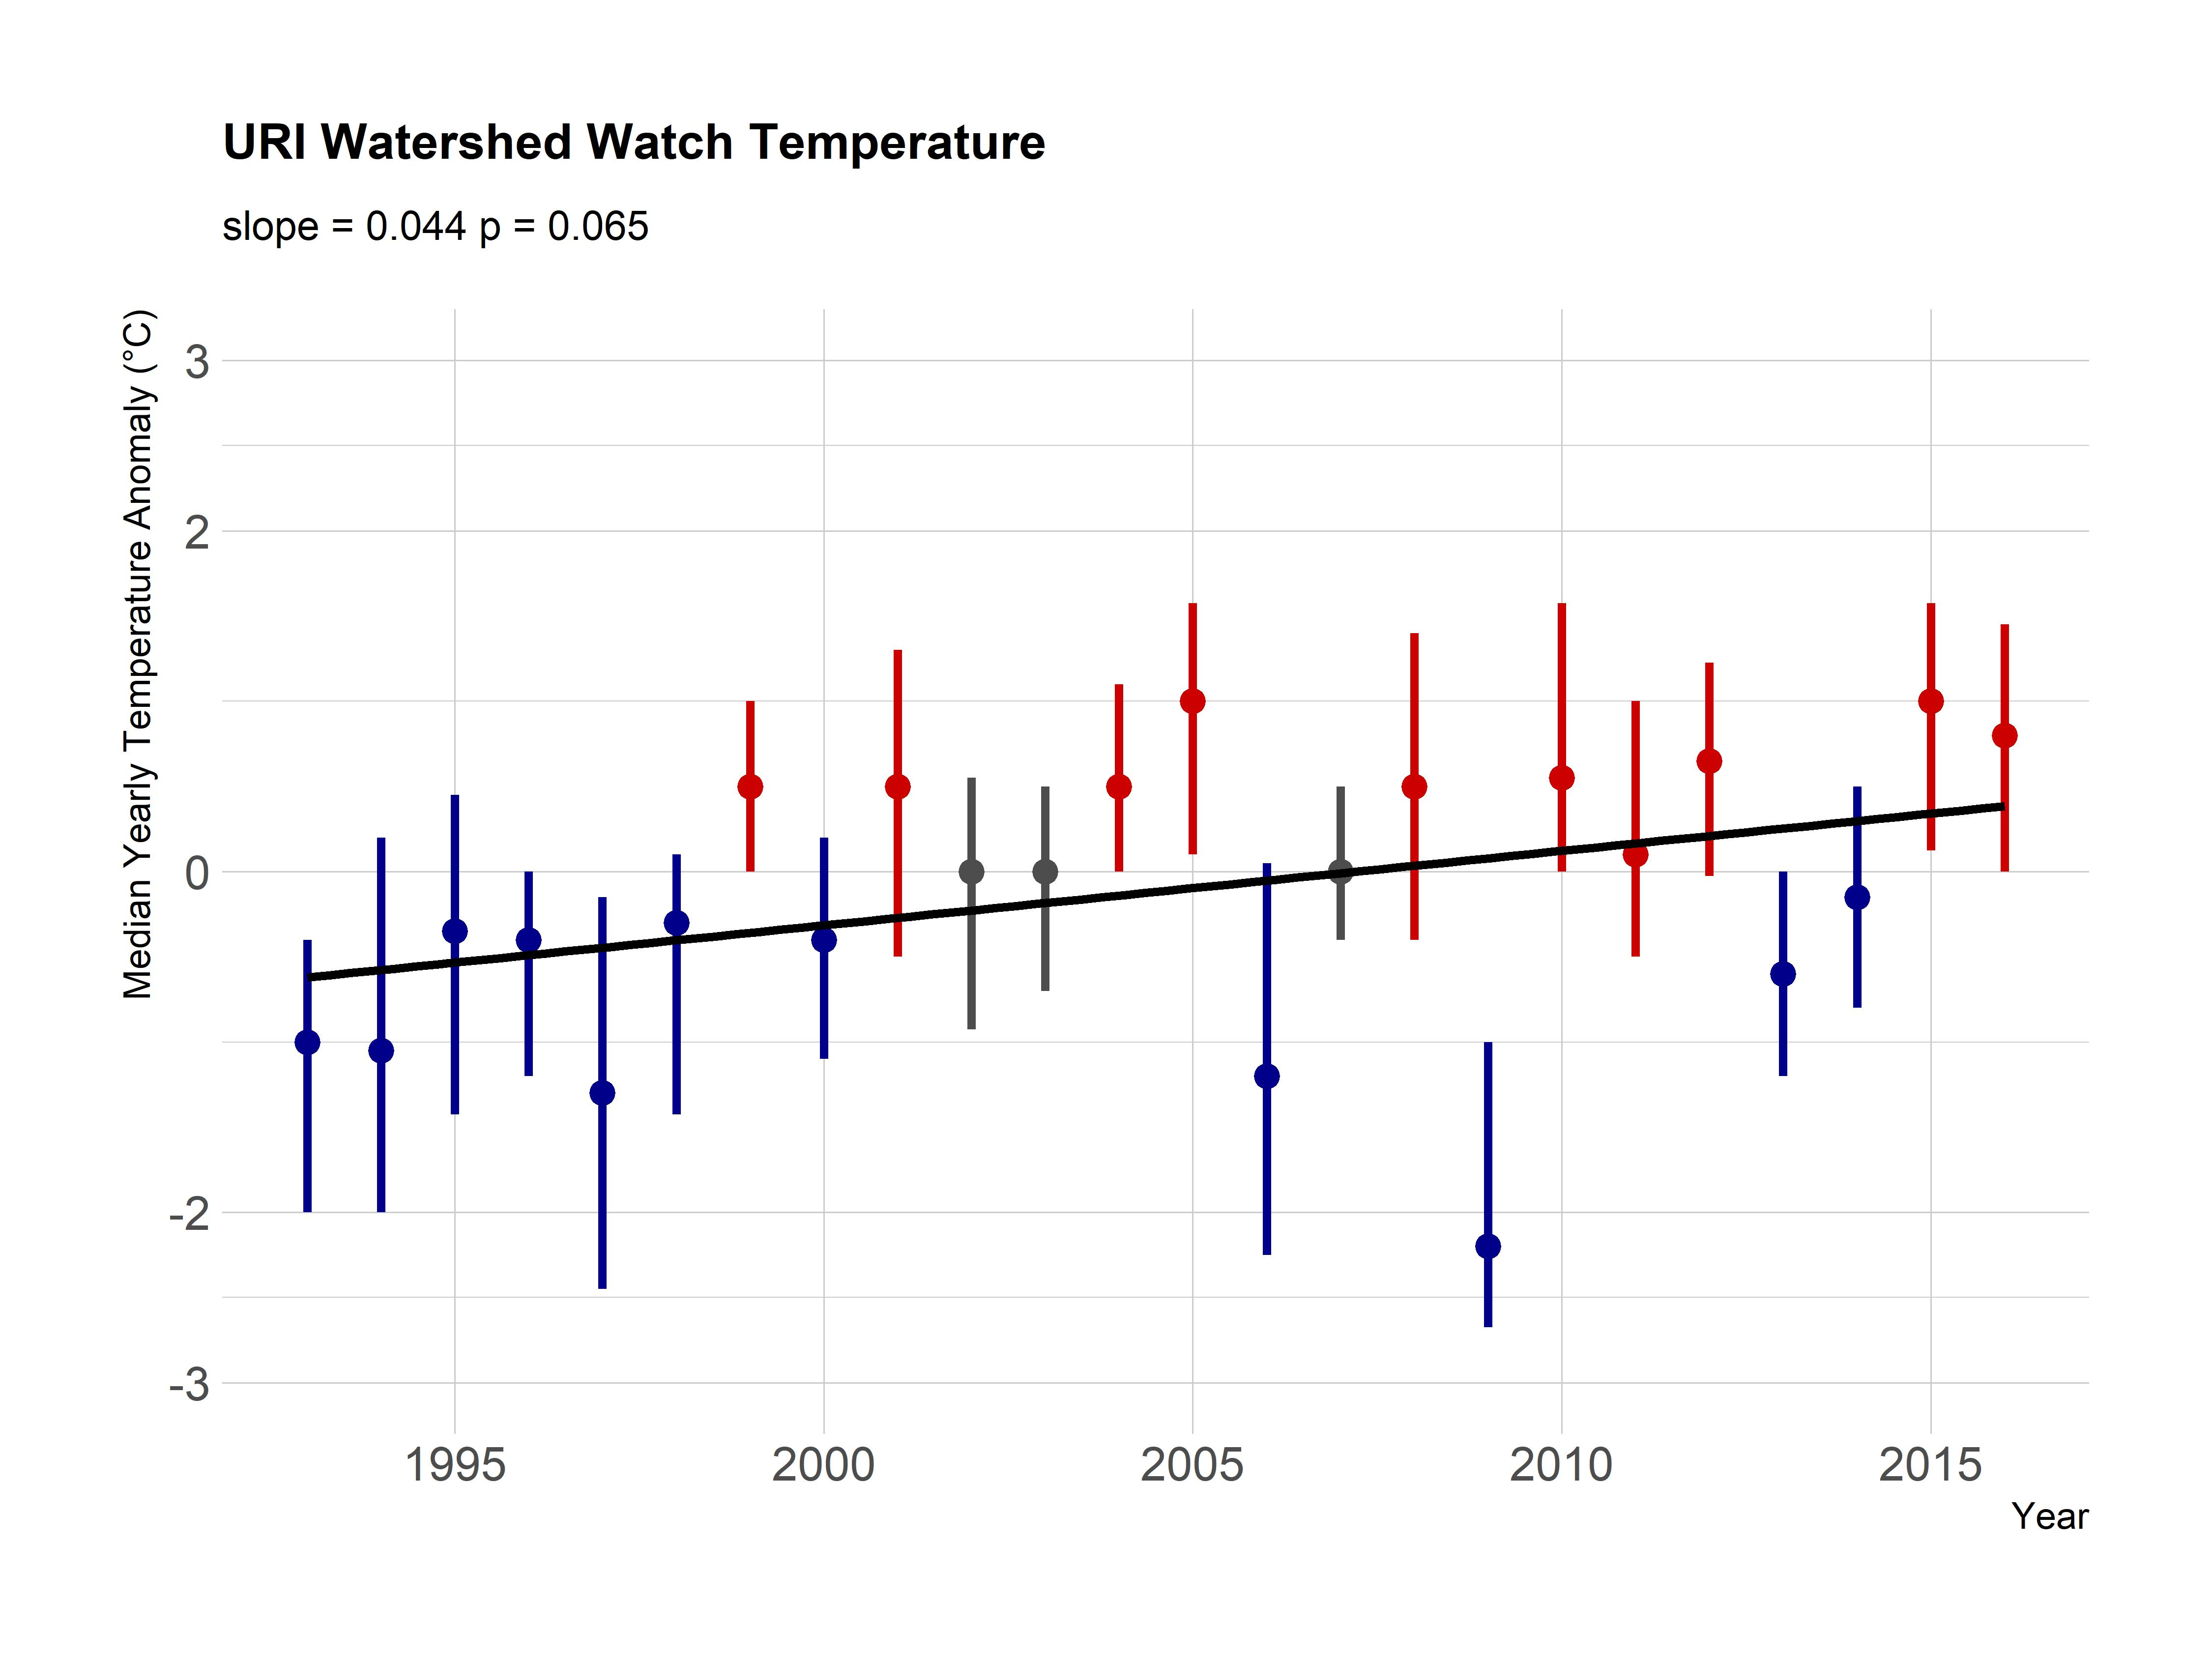 URI Watershed Watch Temperature
slope = 0.044 p = 0.065
Median Yearly Temperature Anomaly (°C)
3
2
0
-2
-3
1995 2000 2005 2010 2015
Year